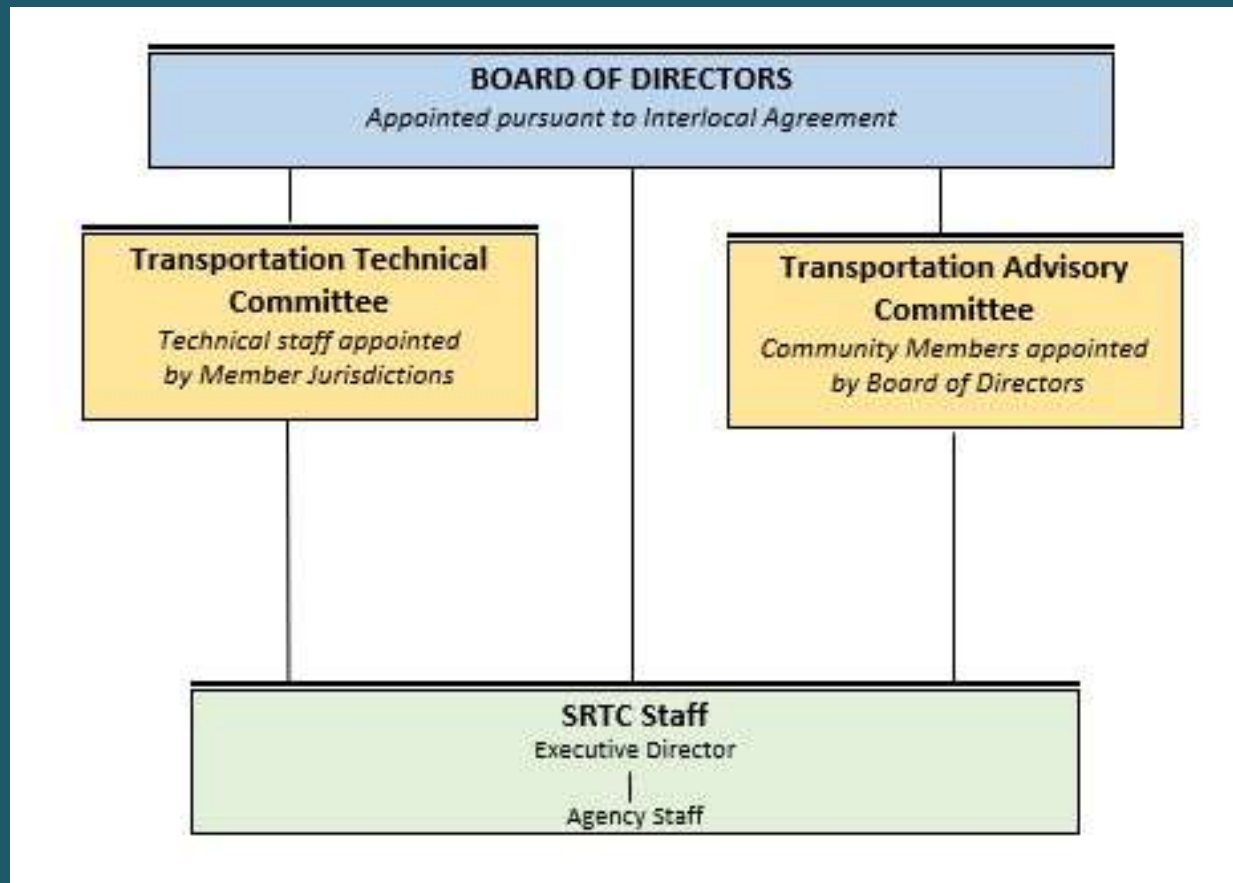 BOARD OF DIRECTORS
Appointed pursuant to Interlocal Agreement
Transportation Technical
Committee
Technical staff appointed
by Member Jurisdictions
Transportation Advisory
Committee
Community Members appointed
by Board of Directors
SRTC Staff
Executive Director
Agency Staff